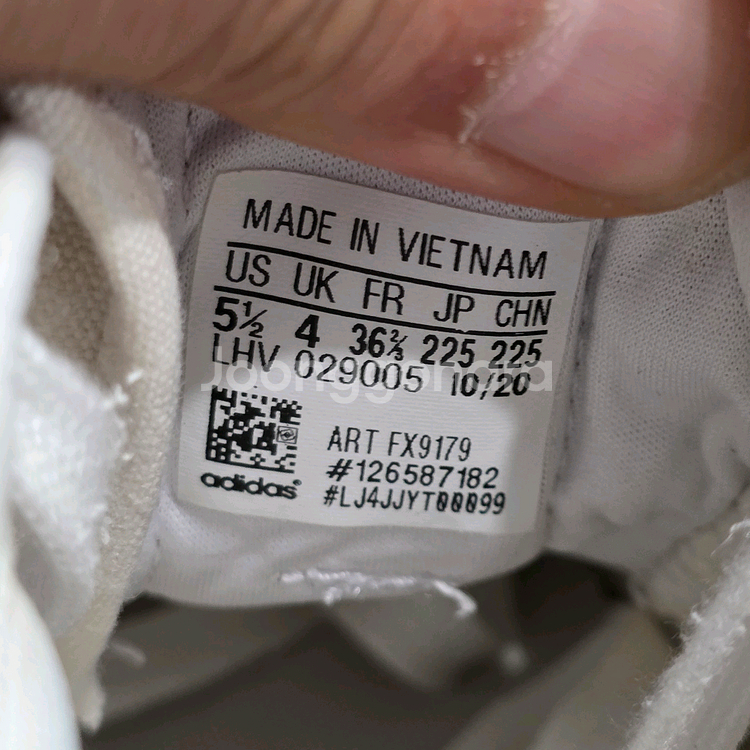 MADE IN VIETNAM
US UK FR JP CHN
5½ 4 36⅔ 225 225
LHV 029005 10/20
Joonggonara
ART FX9179
#126587182
adidas #LJ4JJYT00099